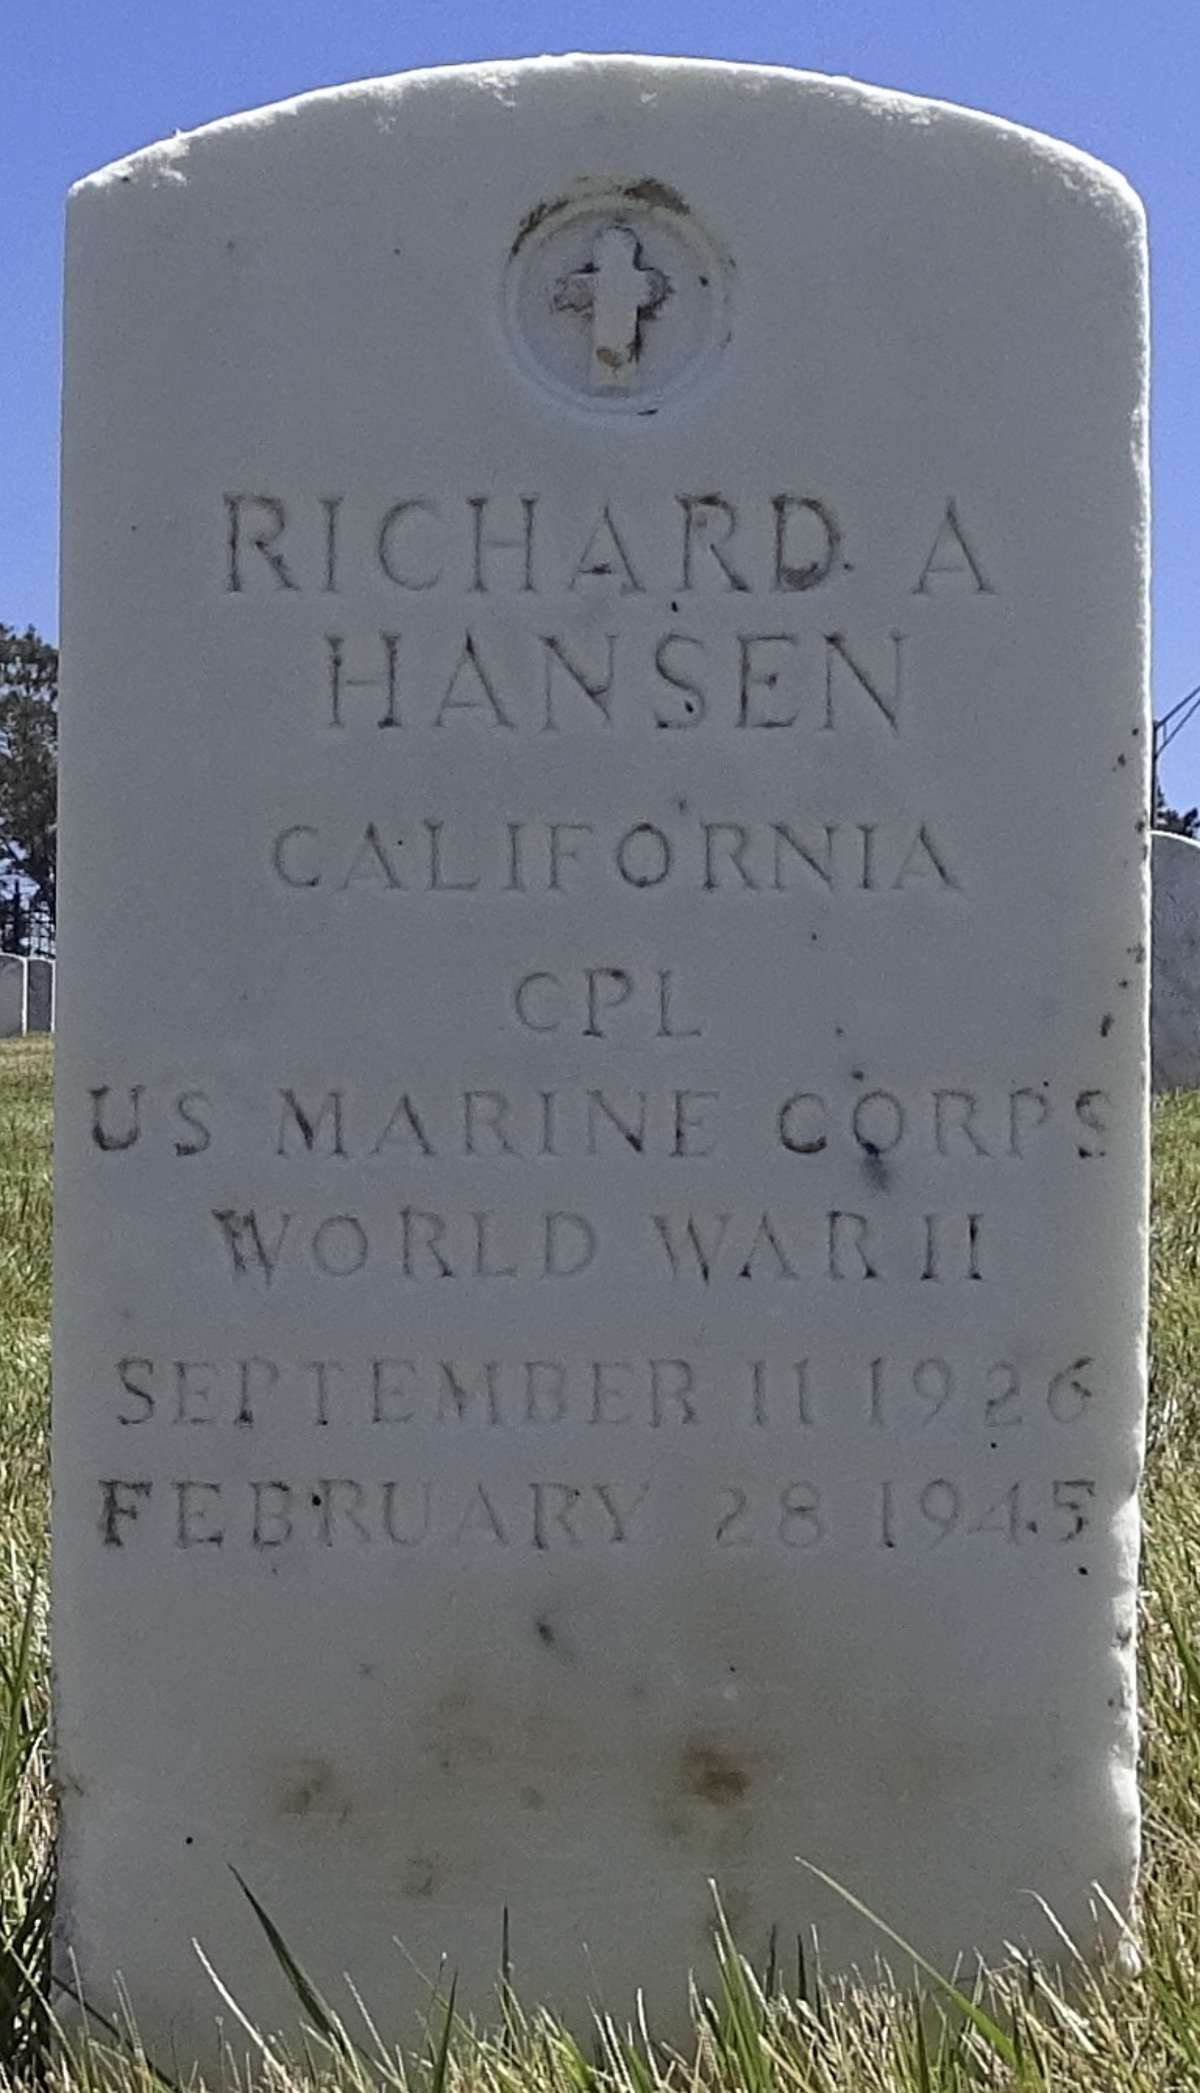 RICHARD A
HANSEN
CALIFORNIA
CPL
US MARINE CORPS
WORLD WAR II
SEPTEMBER 11 1926
FEBRUARY 28 1945